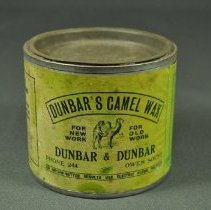 DUNBAR'S CAMEL WAX
FOR NEW WORK
FOR OLD WORK
DUNBAR & DUNBAR
PHONE 244 OWEN SOUND